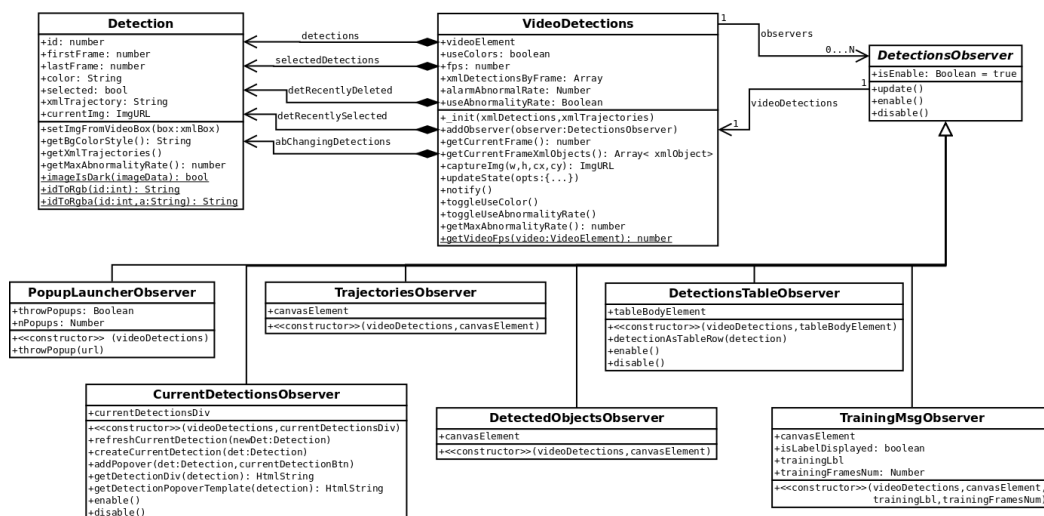 Detection
+id: number
+firstFrame: number
+lastFrame: number
+color: String
+selected: bool
+xmlTrajectory: String
+currentImg: ImgURL
+setImgFromVideoBox(box:xmlBox)
+getBgColorStyle(): String
+getXmlTrajectories()
+getMaxAbnormalityRate(): number
+imageIsDark(imageData): bool
+idToRgb(id:int): String
+idToRgba(id:int,a:String): String
detections
selectedDetections
detRecentlyDeleted
detRecentlySelected
abChangingDetections
VideoDetections
+videoElement
+useColors: boolean
+fps: number
+xmlDetectionsByFrame: Array
+alarmAbnormalRate: Number
+useAbnormalityRate: Boolean
+_init(xmlDetections,xmlTrajectories)
+addObserver(observer:DetectionsObserver)
+getCurrentFrame(): number
+getCurrentFrameXmlObjects(): Array< xmlObject>
+captureImg(w,h,cx,cy): ImgURL
+updateState(opts:{...})
+notify()
+toggleUseColor()
+toggleUseAbnormalityRate()
+getMaxAbnormalityRate(): number
+getVideoFps(video:VideoElement): number
1
observers
0...N
1
videoDetections
1
DetectionsObserver
+isEnable: Boolean = true
+update()
+enable()
+disable()
PopupLauncherObserver
+throwPopups: Boolean
+nPopups: Number
+<<constructor>> (videoDetections)
+throwPopup(url)
TrajectoriesObserver
+canvasElement
+<<constructor>>(videoDetections,canvasElement)
DetectionsTableObserver
+tableBodyElement
+<<constructor>>(videoDetections,tableBodyElement)
+detectionAsTableRow(detection)
+enable()
+disable()
CurrentDetectionsObserver
+currentDetectionsDiv
+<<constructor>>(videoDetections,currentDetectionsDiv)
+refreshCurrentDetection(newDet:Detection)
+createCurrentDetection(det:Detection)
+addPopover(det:Detection,currentDetectionBtn)
+getDetectionDiv(detection): HtmlString
+getDetectionPopoverTemplate(detection): HtmlString
+enable()
+disable()
DetectedObjectsObserver
+canvasElement
+<<constructor>>(videoDetections,canvasElement)
TrainingMsgObserver
+canvasElement
+isLabelDisplayed: boolean
+trainingLbl
+trainingFramesNum: Number
+<<constructor>>(videoDetections,canvasElement,
trainingLbl,trainingFramesNum)